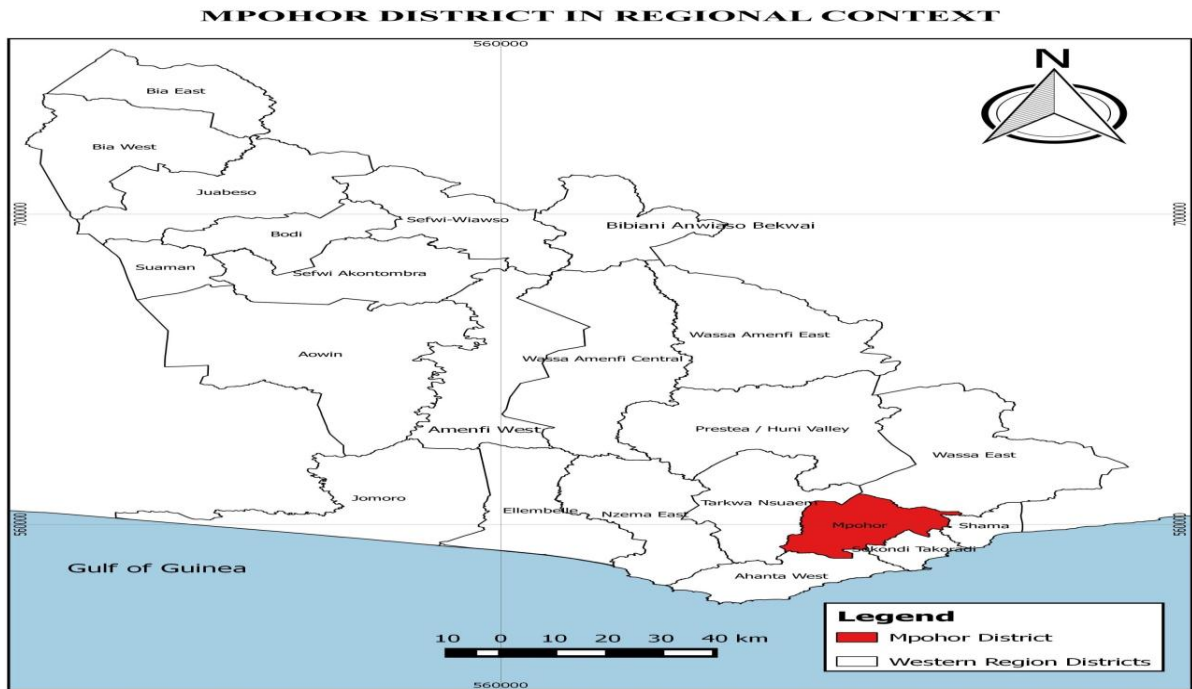 MPOHOR DISTRICT IN REGIONAL CONTEXT
560000
N
Bia East
Bia West
Juabeso
700000
Sefwi-Wiawso
Bibiani Anwiaso Bekwai
700000
Bodi
Suaman
Sefwi Akontombra
Wassa Amenfi East
Aowin
Wassa Amenfi Central
Amenfi West
Prestea / Huni Valley
Wassa East
Jomoro
Ellembelle
Nzema East
Tarkwa Nsuaem
560000
Mpohor
Shama
560000
Sekondi Takoradi
Gulf of Guinea
Ahanta West
Legend
10 0 10 20 30 40 km
Mpohor District
Western Region Districts
560000